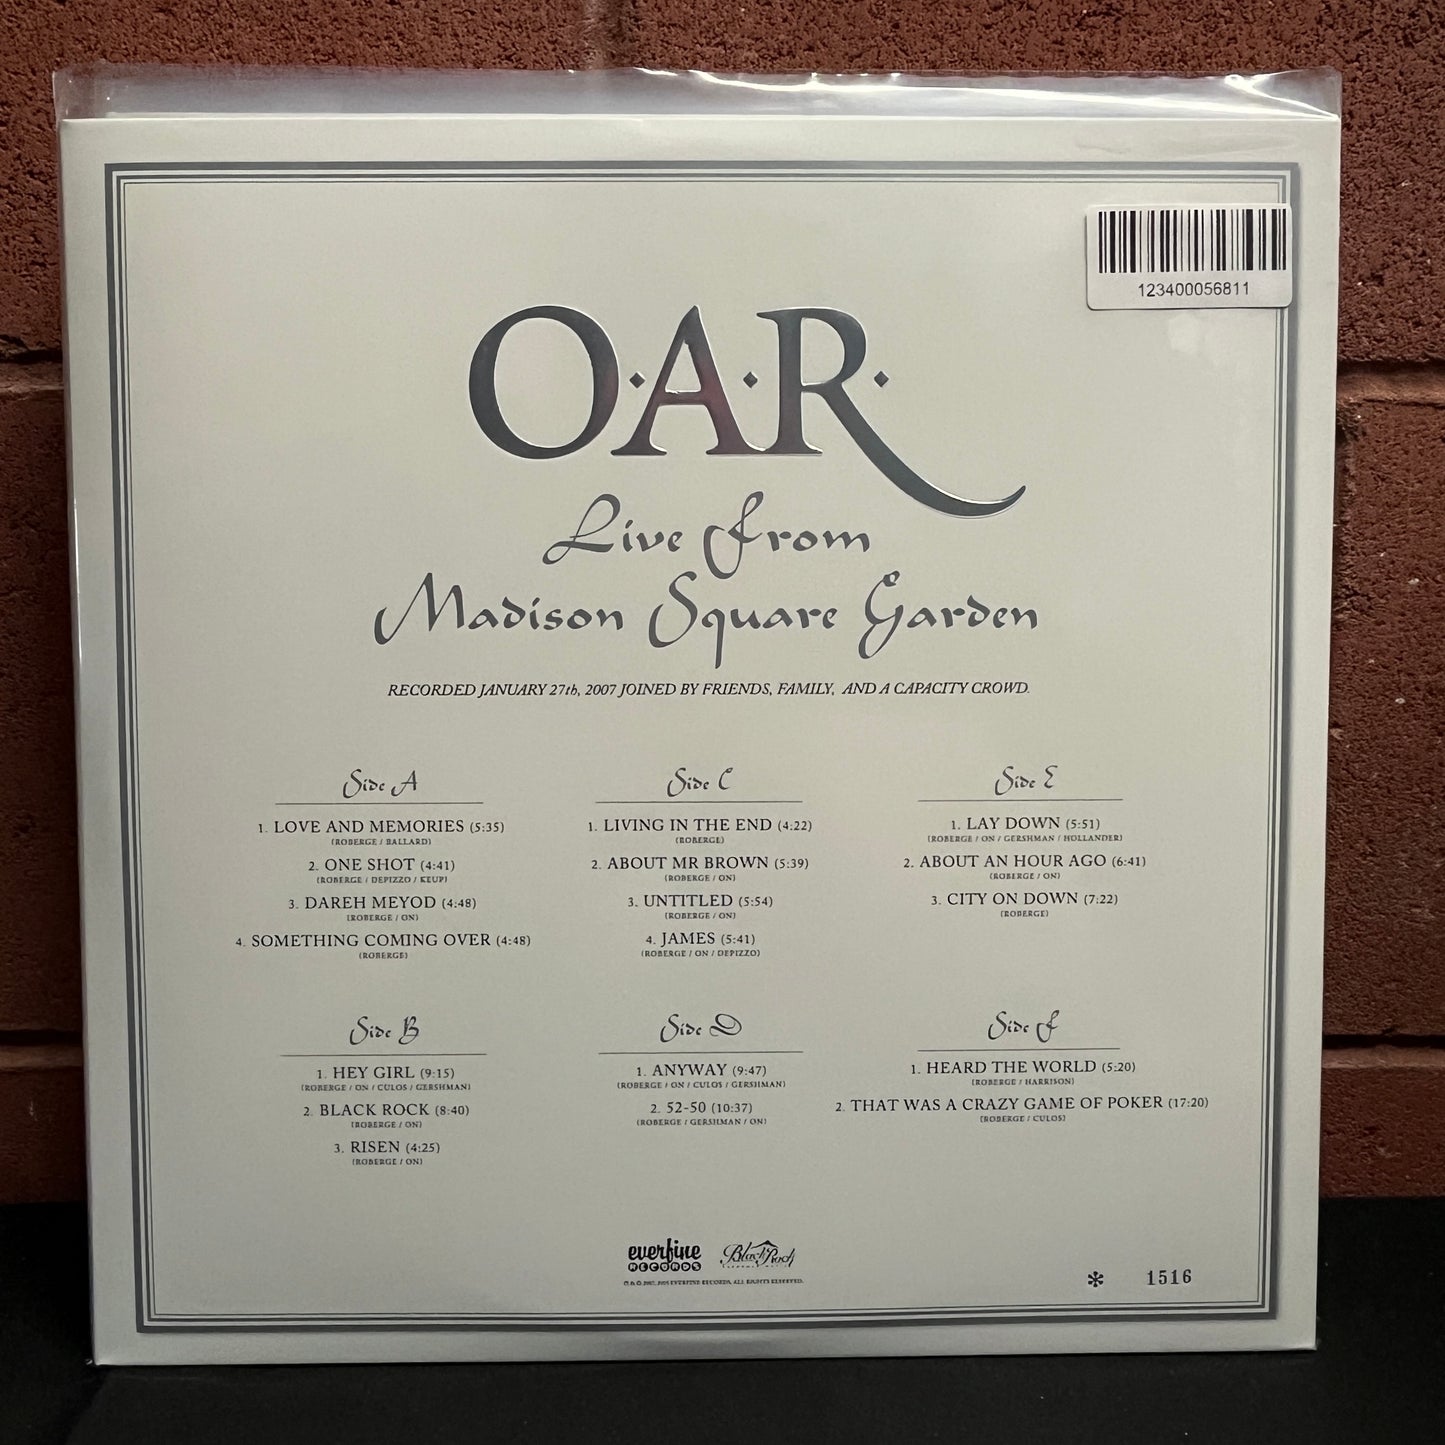 123400056811
O·A·R·
Live From
Madison Square Garden
RECORDED JANUARY 27th, 2007 JOINED BY FRIENDS, FAMILY, AND A CAPACITY CROWD.
Side A
1. LOVE AND MEMORIES (5:35)
(ROBERGE / BALLARD)
2. ONE SHOT (4:41)
(ROBERGE / DEPIZZO / KEUP)
3. DAREH MEYOD (4:48)
(ROBERGE / ON)
4. SOMETHING COMING OVER (4:48)
(ROBERGE)
Side B
1. HEY GIRL (9:15)
(ROBERGE / ON / CULOS / GERSHMAN)
2. BLACK ROCK (8:40)
(ROBERGE / ON)
3. RISEN (4:25)
(ROBERGE / ON)
Side C
1. LIVING IN THE END (4:22)
(ROBERGE)
2. ABOUT MR BROWN (5:39)
(ROBERGE / ON)
3. UNTITLED (5:54)
(ROBERGE / ON)
4. JAMES (5:41)
(ROBERGE / ON / DEPIZZO)
Side D
1. ANYWAY (9:47)
(ROBERGE / ON / CULOS / GERSHMAN)
2. 52-50 (10:37)
(ROBERGE / GERSHMAN / ON)
Side E
1. LAY DOWN (5:51)
(ROBERGE / ON / GERSHMAN / HOLLANDER)
2. ABOUT AN HOUR AGO (6:41)
(ROBERGE / ON)
3. CITY ON DOWN (7:22)
(ROBERGE)
Side F
1. HEARD THE WORLD (5:20)
(ROBERGE / HARRISON)
2. THAT WAS A CRAZY GAME OF POKER (17:20)
(ROBERGE / CULOS)
everfine
RECORDS
Black Rock
EVERFINE RECORDS. ALL RIGHTS RESERVED.
* 1516